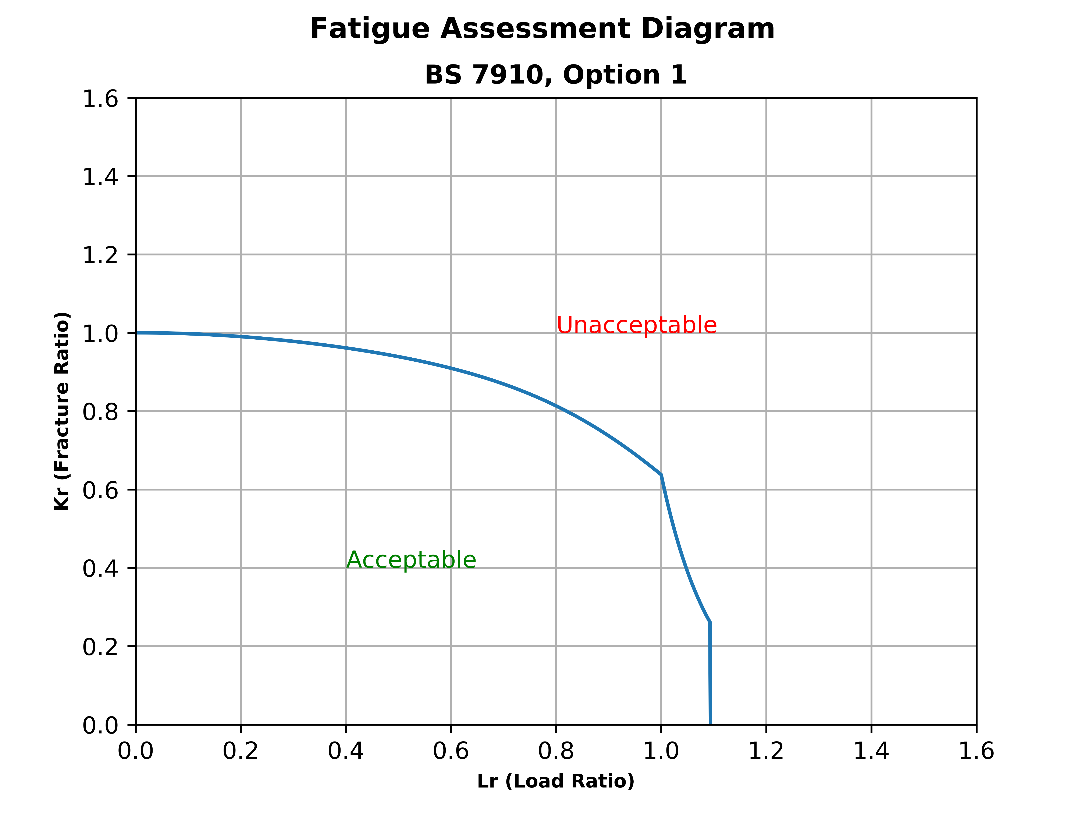 Fatigue Assessment Diagram
BS 7910, Option 1
1.6
1.4
1.2
1.0
0.8
0.6
0.4
0.2
0.0
Kr (Fracture Ratio)
Unacceptable
Acceptable
0.0 0.2 0.4 0.6 0.8 1.0 1.2 1.4 1.6
Lr (Load Ratio)